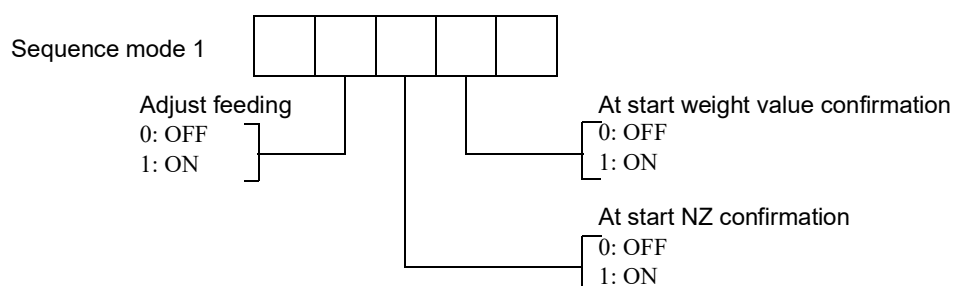 Sequence mode 1
Adjust feeding
0: OFF
1: ON
At start weight value confirmation
0: OFF
1: ON
At start NZ confirmation
0: OFF
1: ON